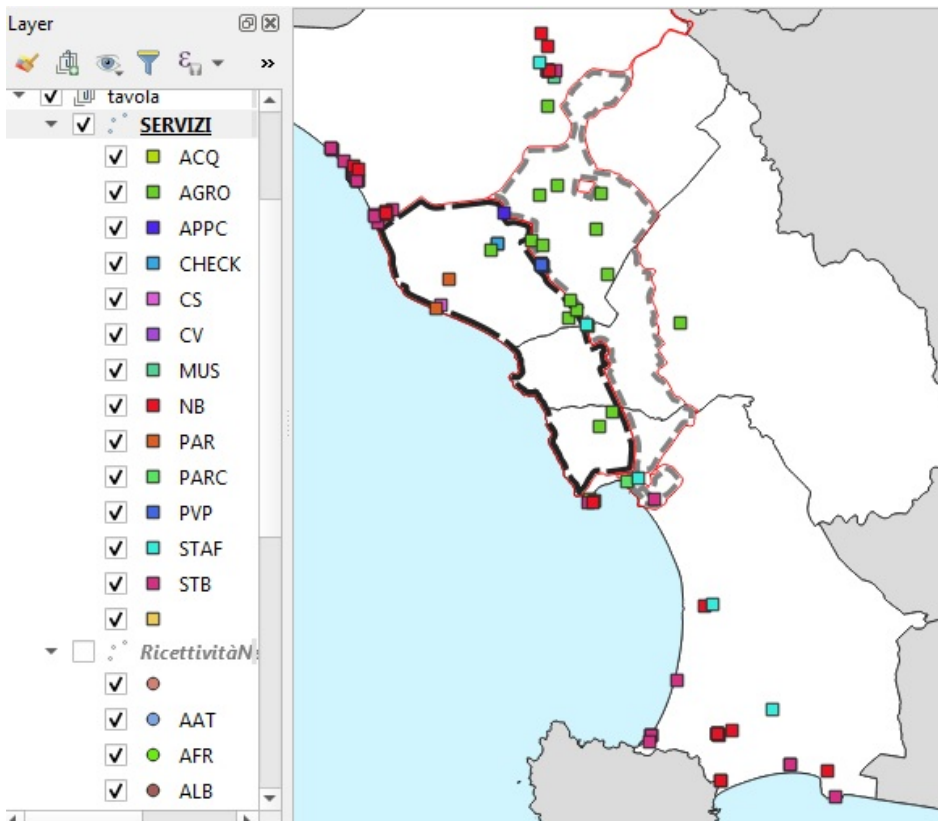 Layer
»
tavola
SERVIZI
ACQ
AGRO
APPC
CHECK
CS
CV
MUS
NB
PAR
PARC
PVP
STAF
STB
RicettivitàN
AAT
AFR
ALB